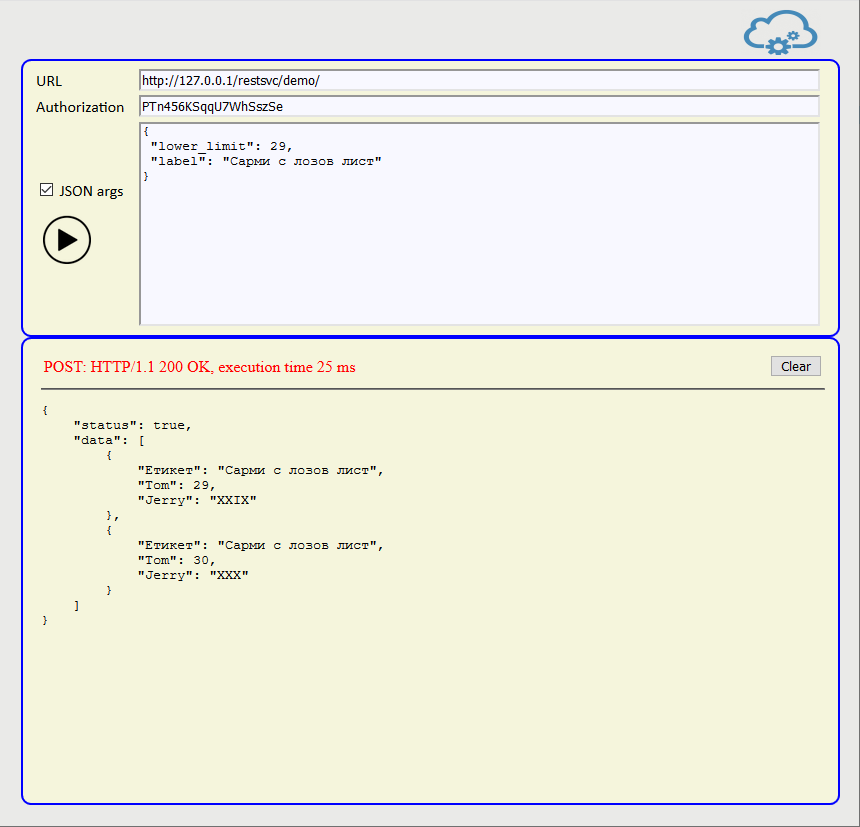 URL
http://127.0.0.1/restsvc/demo/
Authorization
PTn456KSqqU7WhSszSe
JSON args
{
 "lower_limit": 29,
 "label": "Сарми с лозов лист"
}
POST: HTTP/1.1 200 OK, execution time 25 ms
Clear
{
    "status": true,
    "data": [
        {
            "Етикет": "Сарми с лозов лист",
            "Tom": 29,
            "Jerry": "XXIX"
        },
        {
            "Етикет": "Сарми с лозов лист",
            "Tom": 30,
            "Jerry": "XXX"
        }
    ]
}